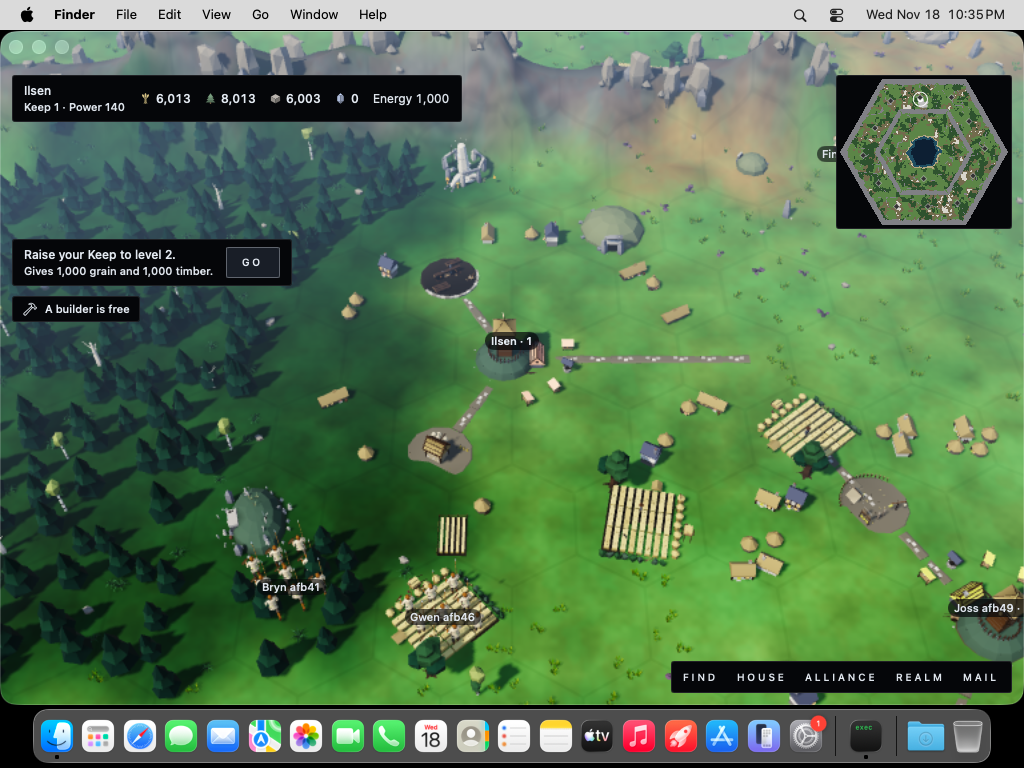 Finder File Edit View Go Window Help Wed Nov 18 10:35 PM
Ilsen
Keep 1 · Power 140
6,013 8,013 6,003 0 Energy 1,000
Fin
Raise your Keep to level 2.
Gives 1,000 grain and 1,000 timber.
GO
A builder is free
Ilsen · 1
Bryn afb41
Gwen afb46
Joss afb49 ·
FIND HOUSE ALLIANCE REALM MAIL
Wed
18
tv
1
exec